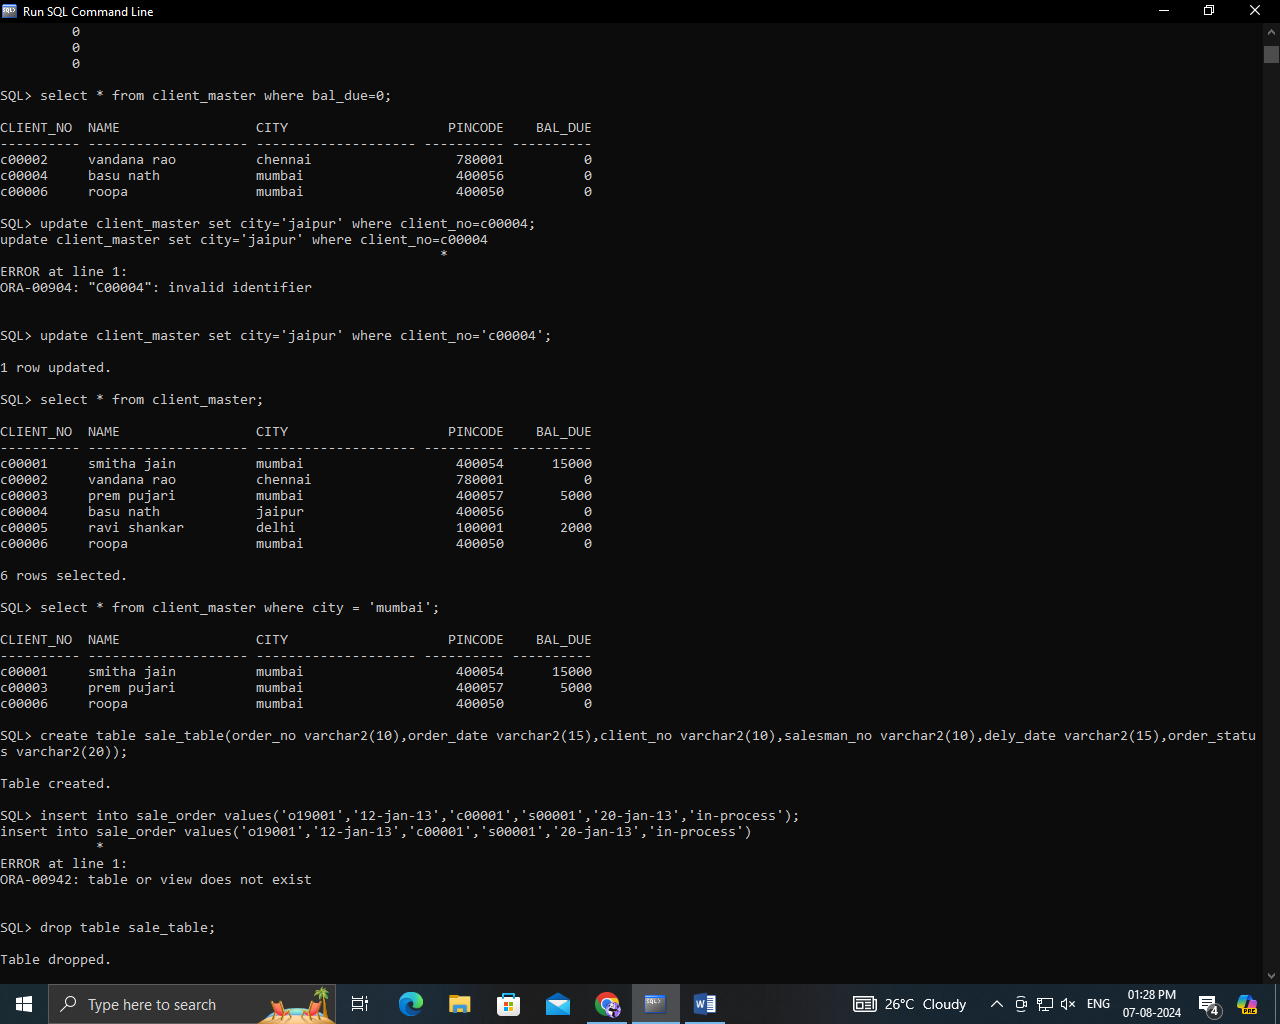 Run SQL Command Line
0
0
0
SQL> select * from client_master where bal_due=0;
CLIENT_NO  NAME                 CITY                    PINCODE    BAL_DUE
---------- -------------------- -------------------- ---------- ----------
c00002     vandana rao          chennai                  780001          0
c00004     basu nath            mumbai                   400056          0
c00006     roopa                mumbai                   400050          0
SQL> update client_master set city='jaipur' where client_no=c00004;
update client_master set city='jaipur' where client_no=c00004
*
ERROR at line 1:
ORA-00904: "C00004": invalid identifier
SQL> update client_master set city='jaipur' where client_no='c00004';
1 row updated.
SQL> select * from client_master;
CLIENT_NO  NAME                 CITY                    PINCODE    BAL_DUE
---------- -------------------- -------------------- ---------- ----------
c00001     smitha jain          mumbai                   400054      15000
c00002     vandana rao          chennai                  780001          0
c00003     prem pujari          mumbai                   400057       5000
c00004     basu nath            jaipur                   400056          0
c00005     ravi shankar         delhi                    100001       2000
c00006     roopa                mumbai                   400050          0
6 rows selected.
SQL> select * from client_master where city = 'mumbai';
CLIENT_NO  NAME                 CITY                    PINCODE    BAL_DUE
---------- -------------------- -------------------- ---------- ----------
c00001     smitha jain          mumbai                   400054      15000
c00003     prem pujari          mumbai                   400057       5000
c00006     roopa                mumbai                   400050          0
SQL> create table sale_table(order_no varchar2(10),order_date varchar2(15),client_no varchar2(10),salesman_no varchar2(10),dely_date varchar2(15),order_statu
s varchar2(20));
Table created.
SQL> insert into sale_order values('o19001','12-jan-13','c00001','s00001','20-jan-13','in-process');
insert into sale_order values('o19001','12-jan-13','c00001','s00001','20-jan-13','in-process')
*
ERROR at line 1:
ORA-00942: table or view does not exist
SQL> drop table sale_table;
Table dropped.
Type here to search
26°C Cloudy
ENG
01:28 PM
07-08-2024
4